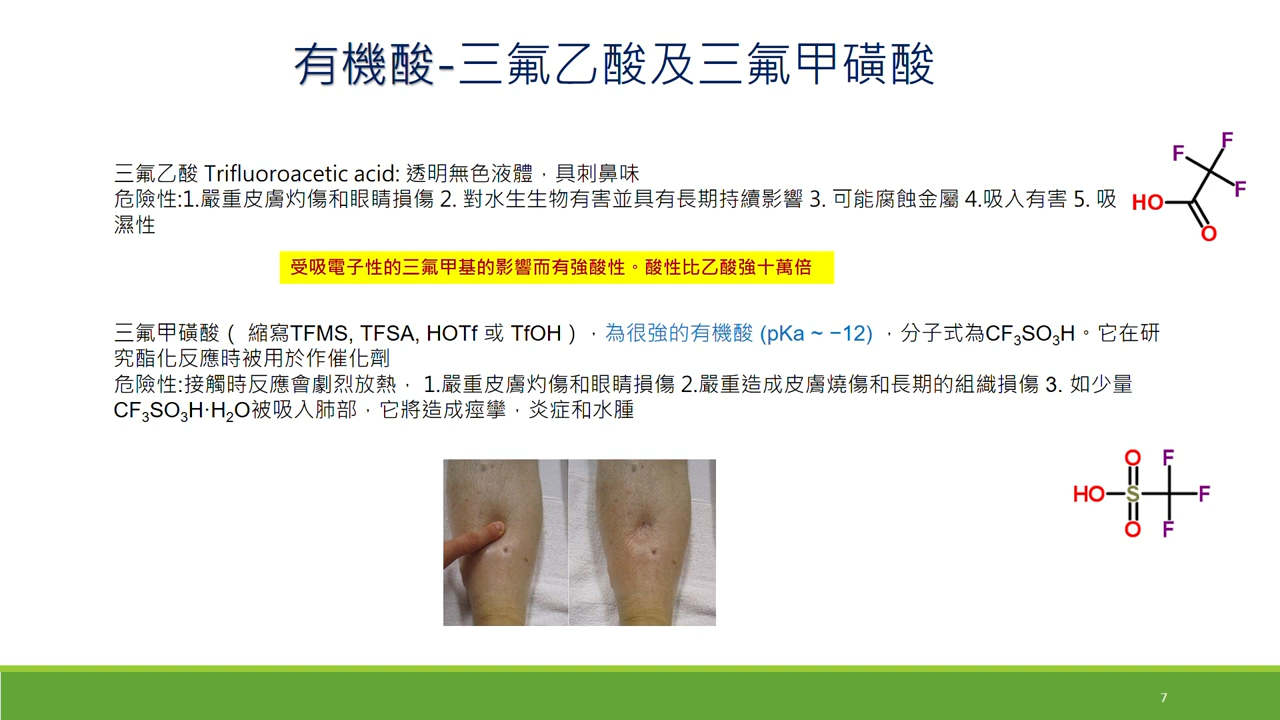 有機酸-三氟乙酸及三氟甲磺酸
三氟乙酸 Trifluoroacetic acid: 透明無色液體，具刺鼻味
危險性:1.嚴重皮膚灼傷和眼睛損傷 2. 對水生生物有害並具有長期持續影響 3. 可能腐蝕金屬 4.吸入有害 5. 吸
濕性
F
F
F
HO
O
受吸電子性的三氟甲基的影響而有強酸性。酸性比乙酸強十萬倍
三氟甲磺酸（ 縮寫TFMS, TFSA, HOTf 或 TfOH），為很強的有機酸 (pKa ~ −12) ，分子式為CF₃SO₃H。它在研
究酯化反應時被用於作催化劑
危險性:接觸時反應會劇烈放熱， 1.嚴重皮膚灼傷和眼睛損傷 2.嚴重造成皮膚燒傷和長期的組織損傷 3. 如少量
CF₃SO₃H·H₂O被吸入肺部，它將造成痙攣，炎症和水腫
O F
HO S F
O F
7